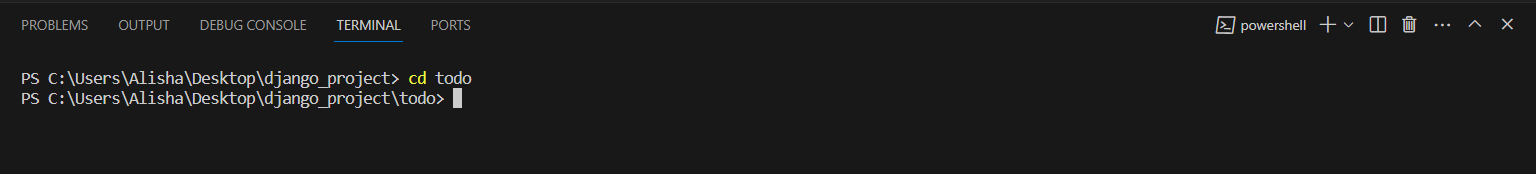 PROBLEMS OUTPUT DEBUG CONSOLE TERMINAL PORTS powershell
PS C:\Users\Alisha\Desktop\django_project> cd todo
PS C:\Users\Alisha\Desktop\django_project\todo>